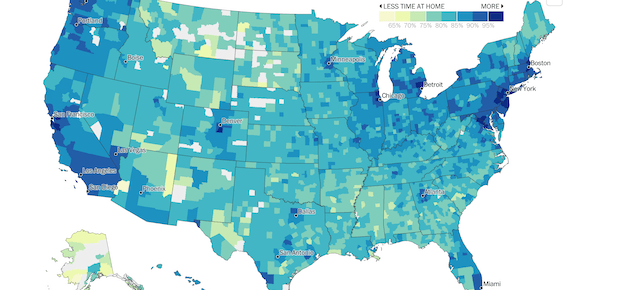 LESS TIME AT HOME MORE
65% 70% 75% 80% 85% 90% 95%
Portland
Boise
Minneapolis
Boston
Detroit
New York
Chicago
San Francisco
Denver
Las Vegas
Los Angeles
San Diego
Phoenix
Atlanta
Dallas
San Antonio
Miami